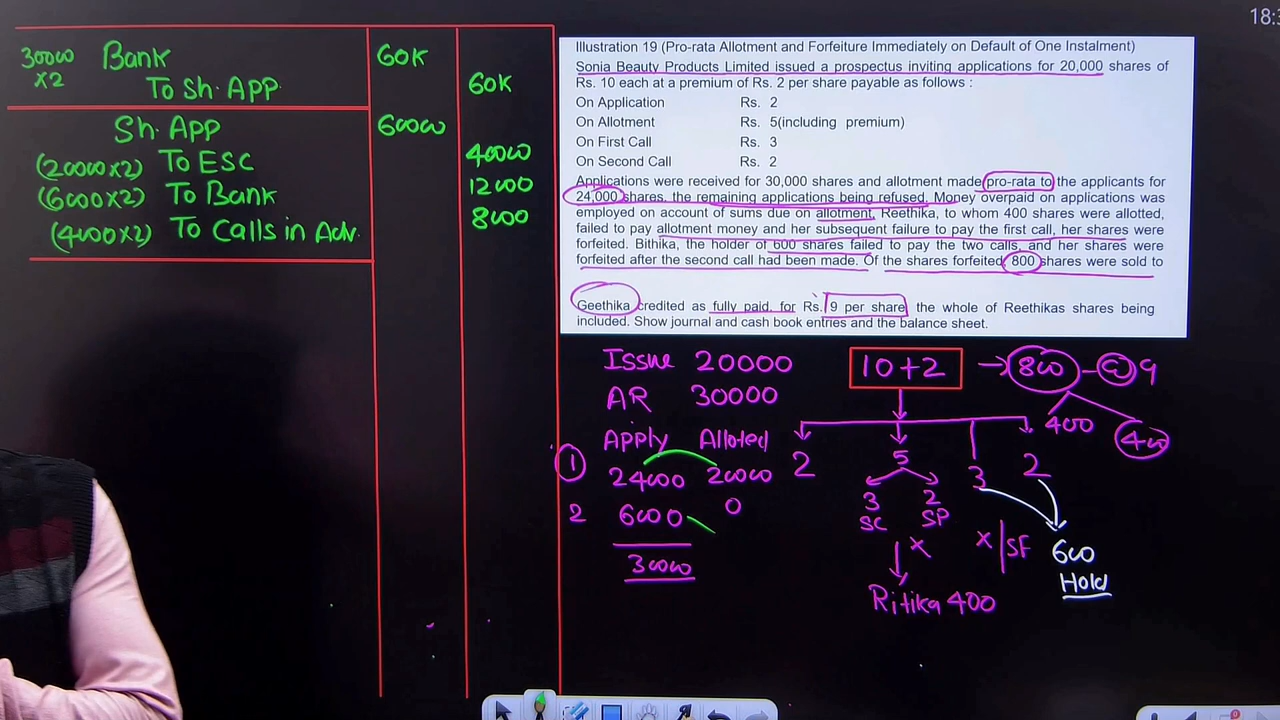 18:3
30000 Bank 60K
x2 To Sh. APP 60K
Sh. APP 60000
(20000x2) To ESC 40000
(6000x2) To Bank 12000
(4000x2) To Calls in Adv. 8000
Illustration 19 (Pro-rata Allotment and Forfeiture Immediately on Default of One Instalment)
Sonia Beauty Products Limited issued a prospectus inviting applications for 20,000 shares of
Rs. 10 each at a premium of Rs. 2 per share payable as follows :
On Application Rs. 2
On Allotment Rs. 5(including premium)
On First Call Rs. 3
On Second Call Rs. 2
Applications were received for 30,000 shares and allotment made pro-rata to the applicants for
24,000 shares, the remaining applications being refused. Money overpaid on applications was
employed on account of sums due on allotment, Reethika, to whom 400 shares were allotted,
failed to pay allotment money and her subsequent failure to pay the first call, her shares were
forfeited. Bithika, the holder of 600 shares failed to pay the two calls, and her shares were
forfeited after the second call had been made. Of the shares forfeited 800 shares were sold to
Geethika credited as fully paid, for Rs. 9 per share, the whole of Reethikas shares being
included. Show journal and cash book entries and the balance sheet.
Issue 20000 10+2 → 800 - @ 9
AR 30000
400 400
Apply Alloted
1 24000 20000 2 5 3 2
2 6000 0 3 2
SC SP
30000 x x/SF 600
Hold
Ritika 400